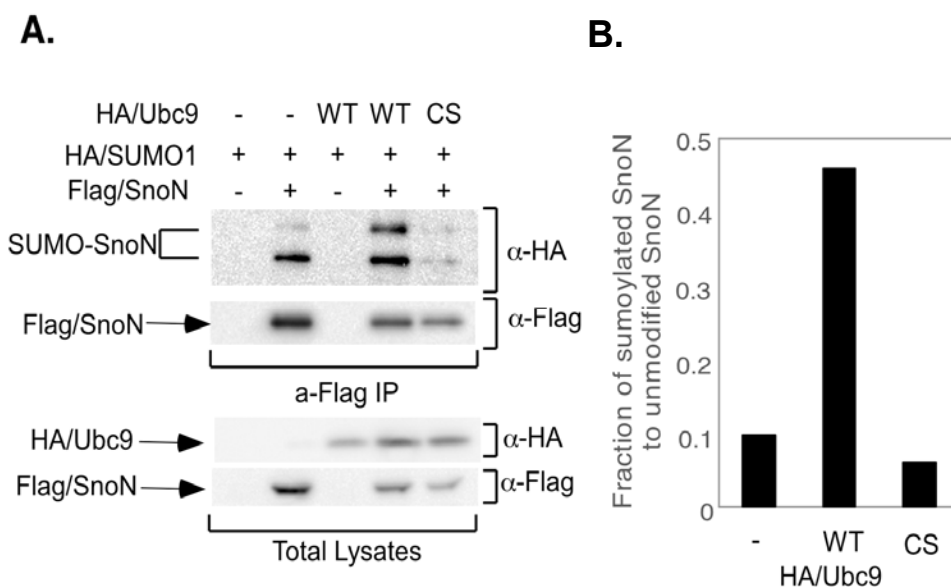 A.
HA/Ubc9 - - WT WT CS
HA/SUMO1 + + + + +
Flag/SnoN - + - + +
SUMO-SnoN
α-HA
Flag/SnoN
α-Flag
a-Flag IP
HA/Ubc9
α-HA
Flag/SnoN
α-Flag
Total Lysates
B.
Fraction of sumoylated SnoN
to unmodified SnoN
0.5
0.4
0.3
0.2
0.1
0
- WT CS
HA/Ubc9